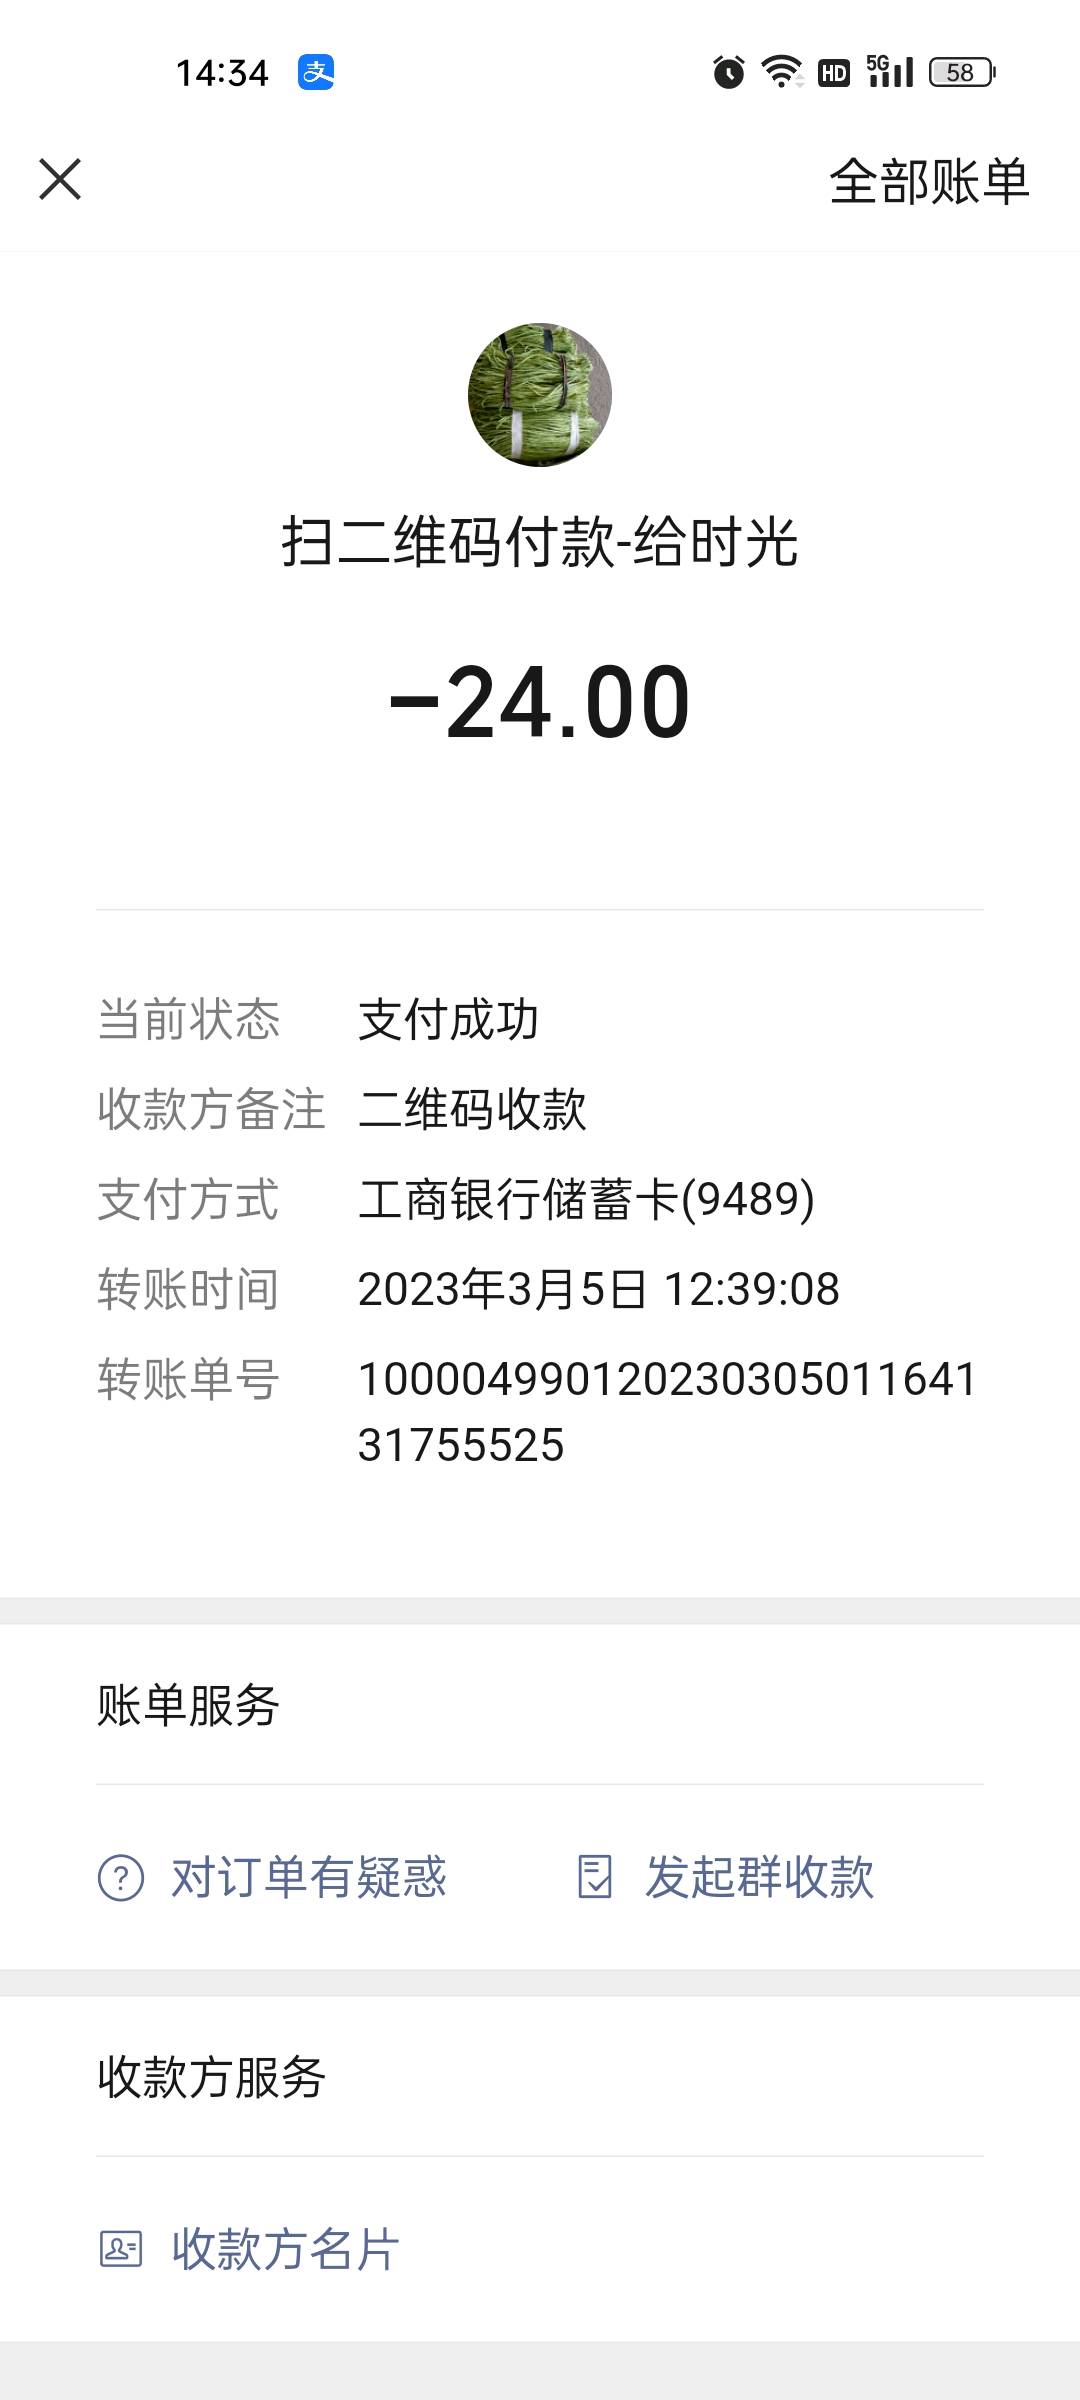 14:34 支 HD 5G 58
全部账单
扫二维码付款-给时光
-24.00
当前状态 支付成功
收款方备注 二维码收款
支付方式 工商银行储蓄卡(9489)
转账时间 2023年3月5日 12:39:08
转账单号 100004990120230305011641
31755525
账单服务
对订单有疑惑 发起群收款
收款方服务
收款方名片